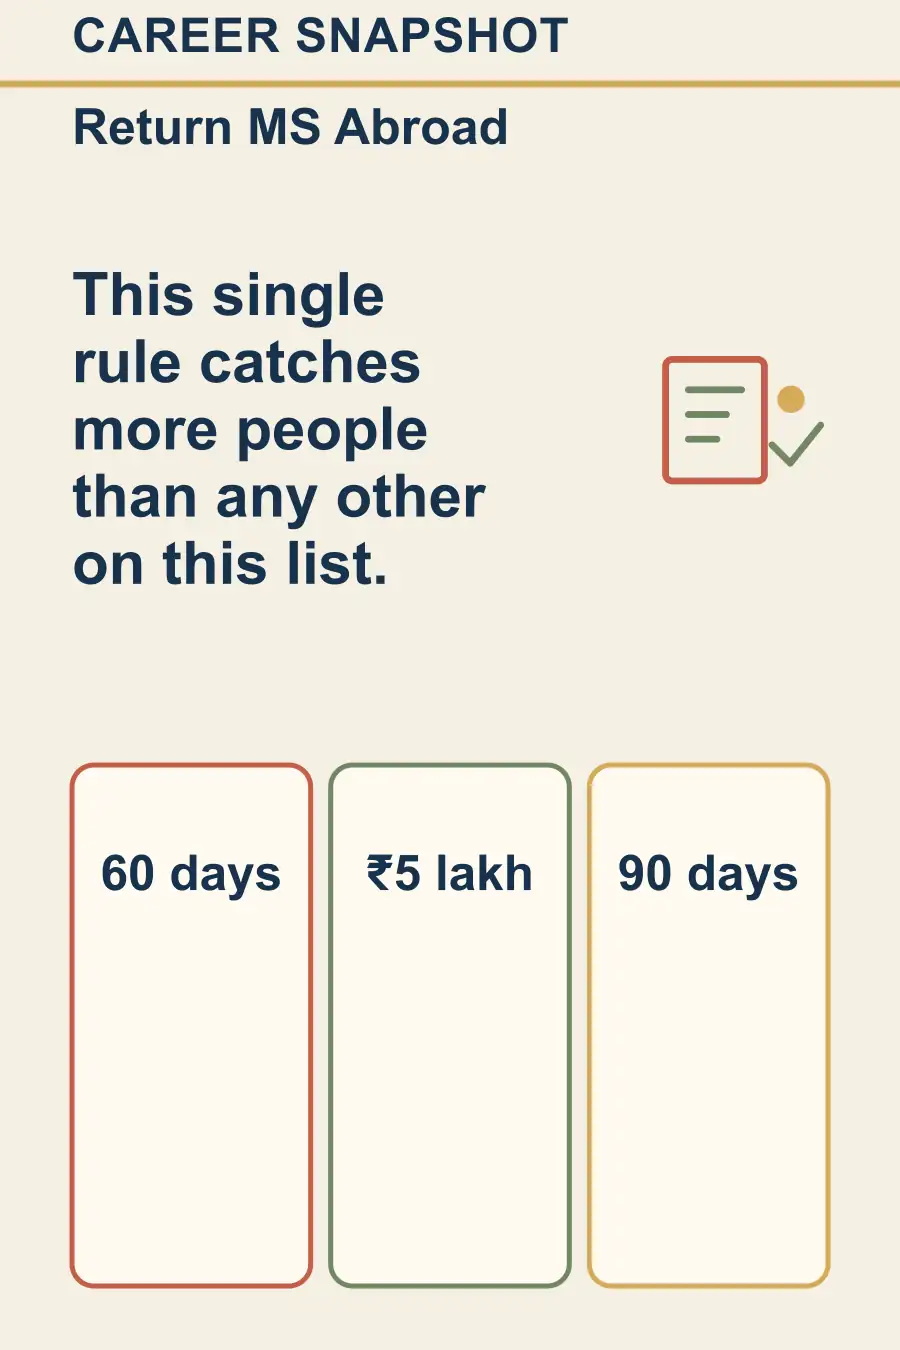 CAREER SNAPSHOT
Return MS Abroad
This single
rule catches
more people
than any other
on this list.
60 days
₹5 lakh
90 days